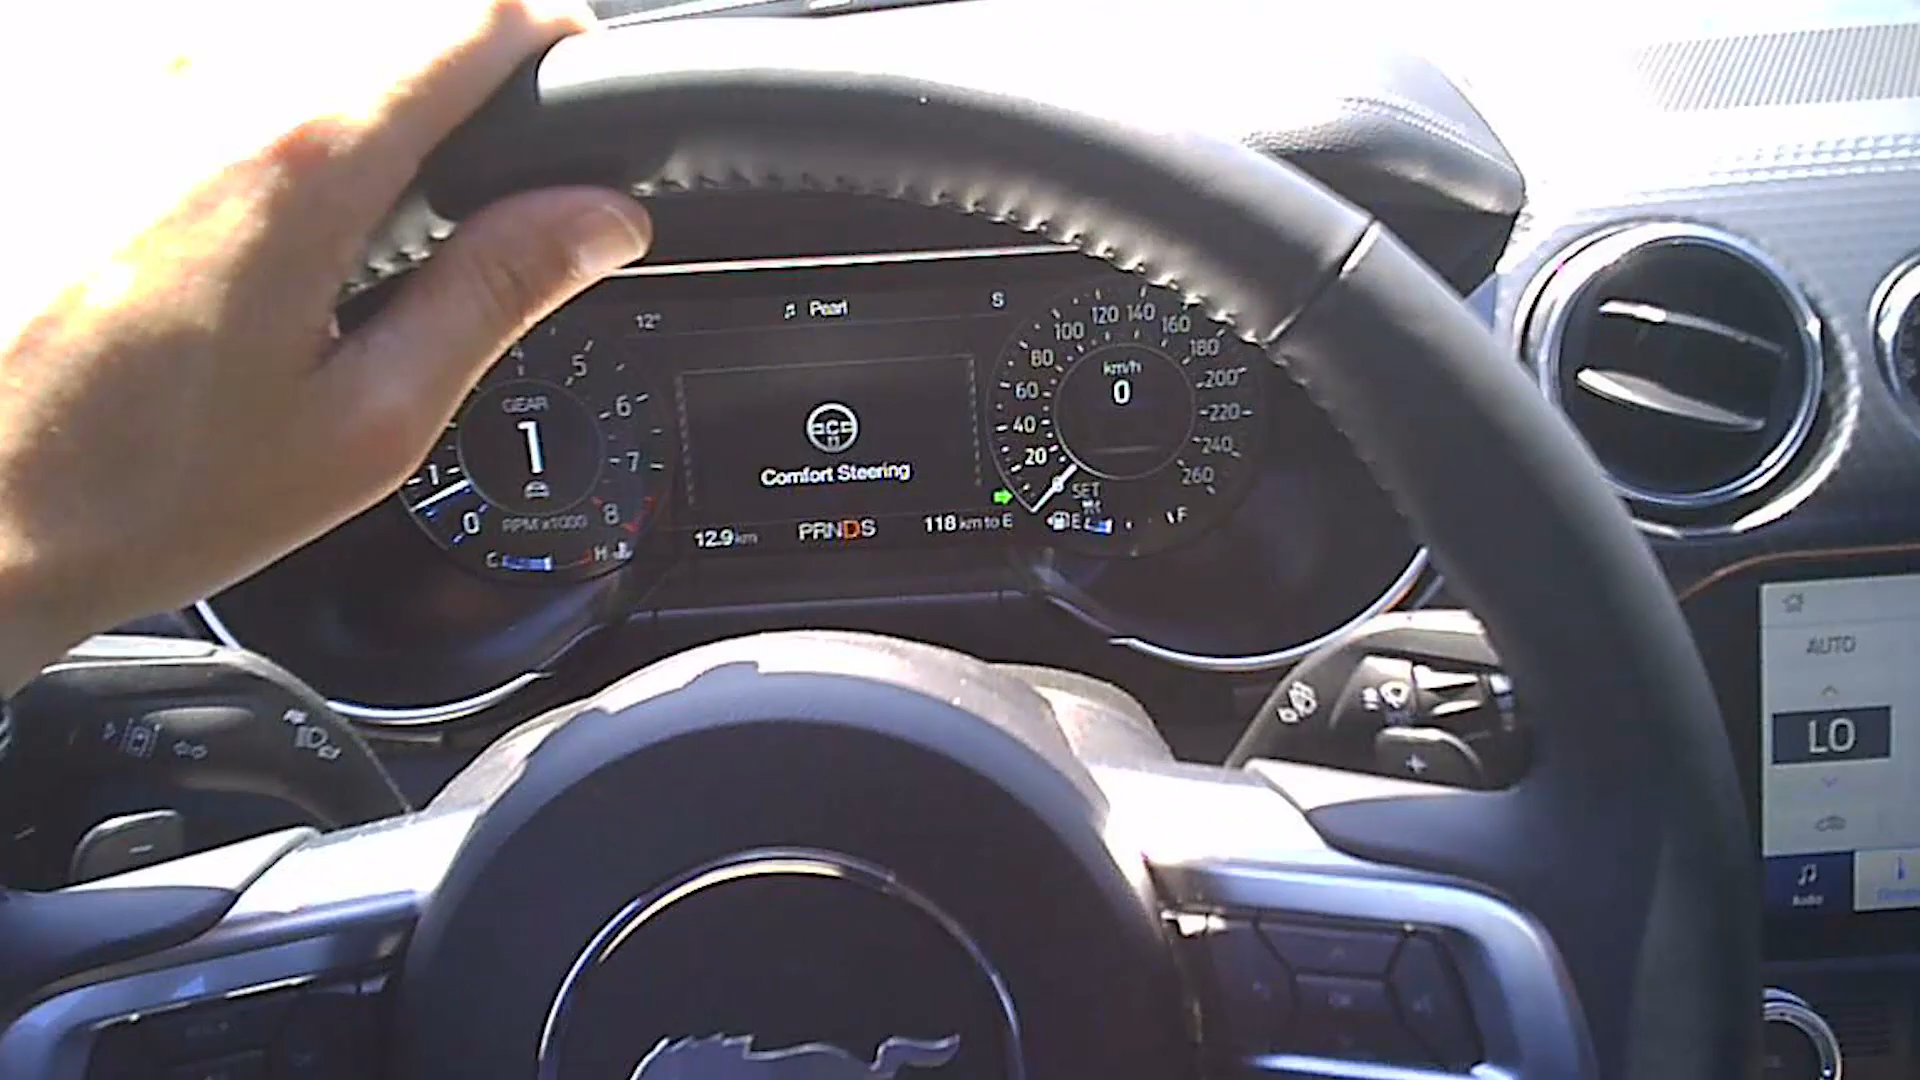 12°
Pearl
S
4
5
6
7
8
1
0
GEAR
1
RPM x1000
C
H
Comfort Steering
12.9 km
PRNDS
118 km to E
20
40
60
80
100
120
140
160
180
200
220
240
260
km/h
0
SET
E
F
AUTO
LO
Audio
-
+